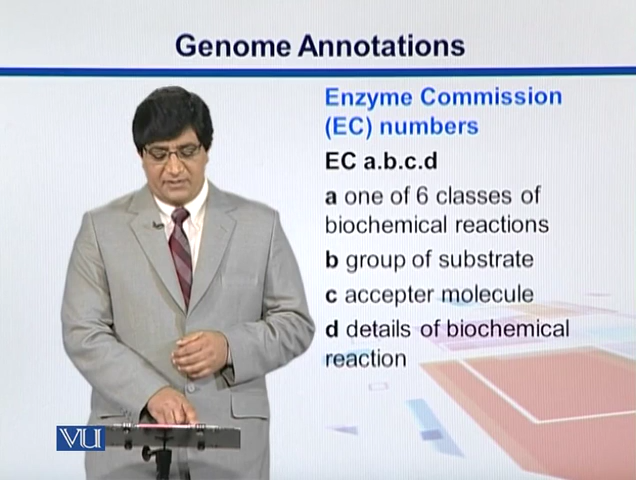 Genome Annotations
Enzyme Commission
(EC) numbers
EC a.b.c.d
a one of 6 classes of
biochemical reactions
b group of substrate
c accepter molecule
d details of biochemical
reaction
VU